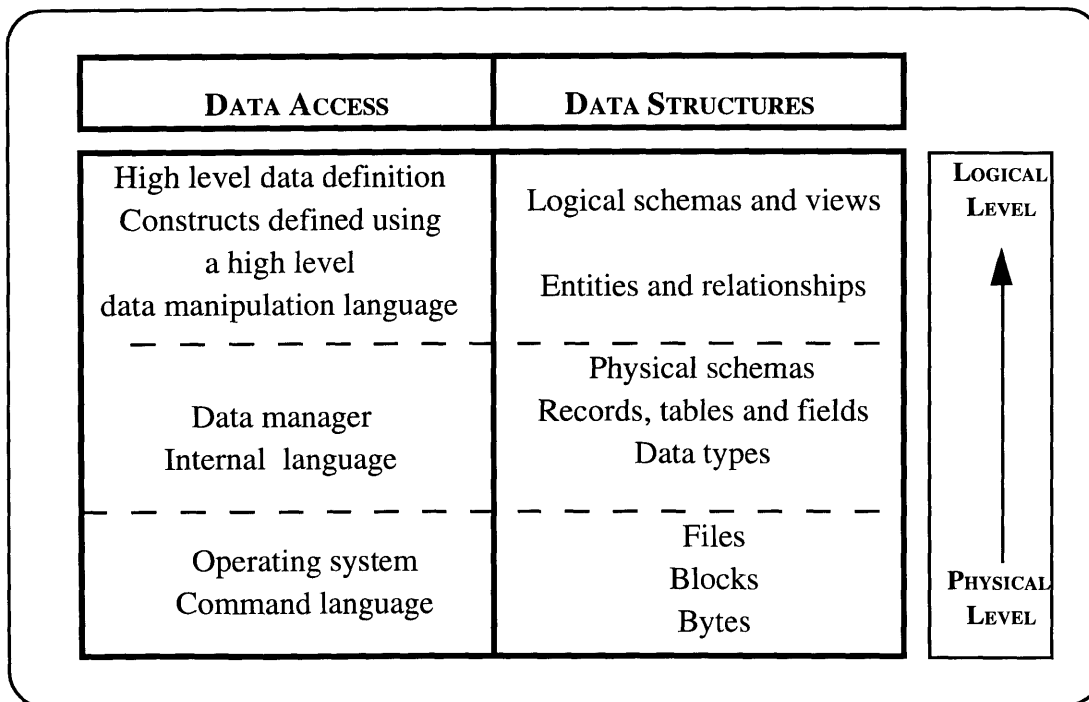 DATA ACCESS
DATA STRUCTURES
High level data definition
Constructs defined using
a high level
data manipulation language
Logical schemas and views
Entities and relationships
Data manager
Internal language
Physical schemas
Records, tables and fields
Data types
Operating system
Command language
Files
Blocks
Bytes
LOGICAL
LEVEL
PHYSICAL
LEVEL